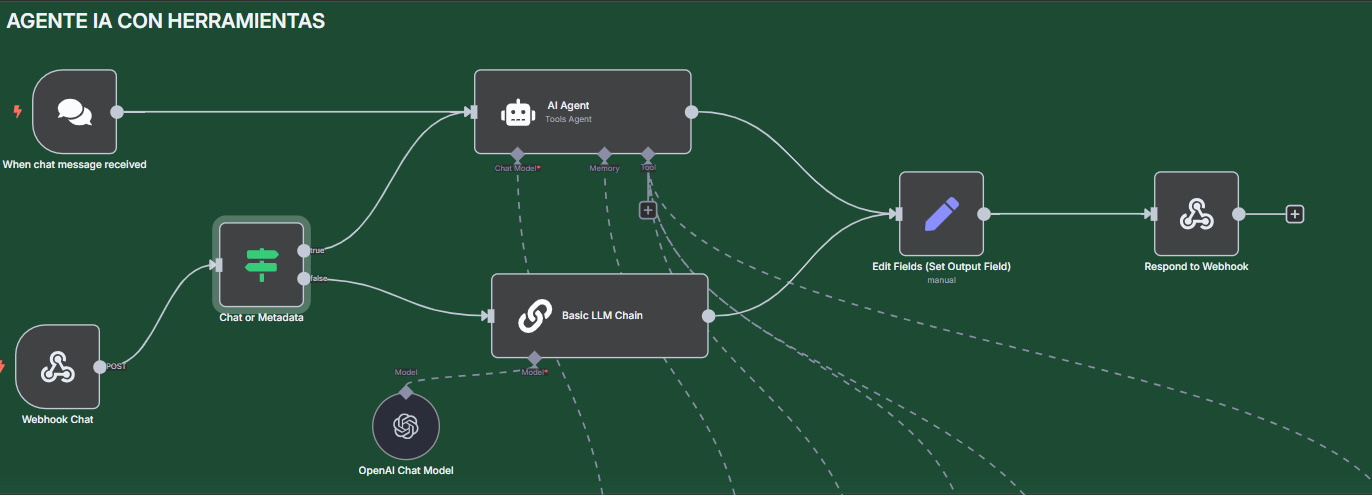 AGENTE IA CON HERRAMIENTAS
When chat message received
AI Agent
Tools Agent
Chat Model*
Memory
Tool
true
false
Chat or Metadata
POST
Webhook Chat
Basic LLM Chain
Model*
Model
OpenAI Chat Model
Edit Fields (Set Output Field)
manual
Respond to Webhook